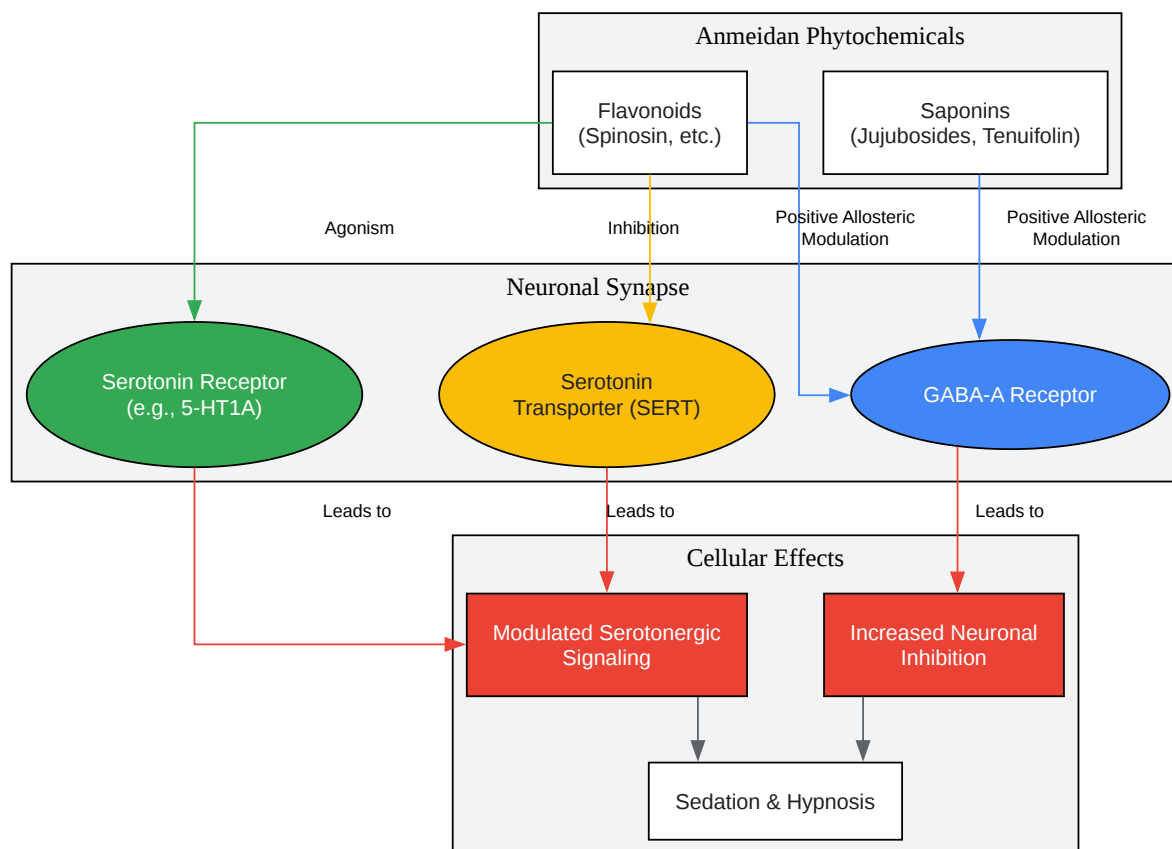 Anmeidan Phytochemicals
Flavonoids
(Spinosin, etc.)
Saponins
(Jujubosides, Tenuifolin)
Agonism
Inhibition
Positive Allosteric
Modulation
Positive Allosteric
Modulation
Neuronal Synapse
Serotonin Receptor
(e.g., 5-HT1A)
Serotonin
Transporter (SERT)
GABA-A Receptor
Leads to
Leads to
Leads to
Cellular Effects
Modulated Serotonergic
Signaling
Increased Neuronal
Inhibition
Sedation & Hypnosis